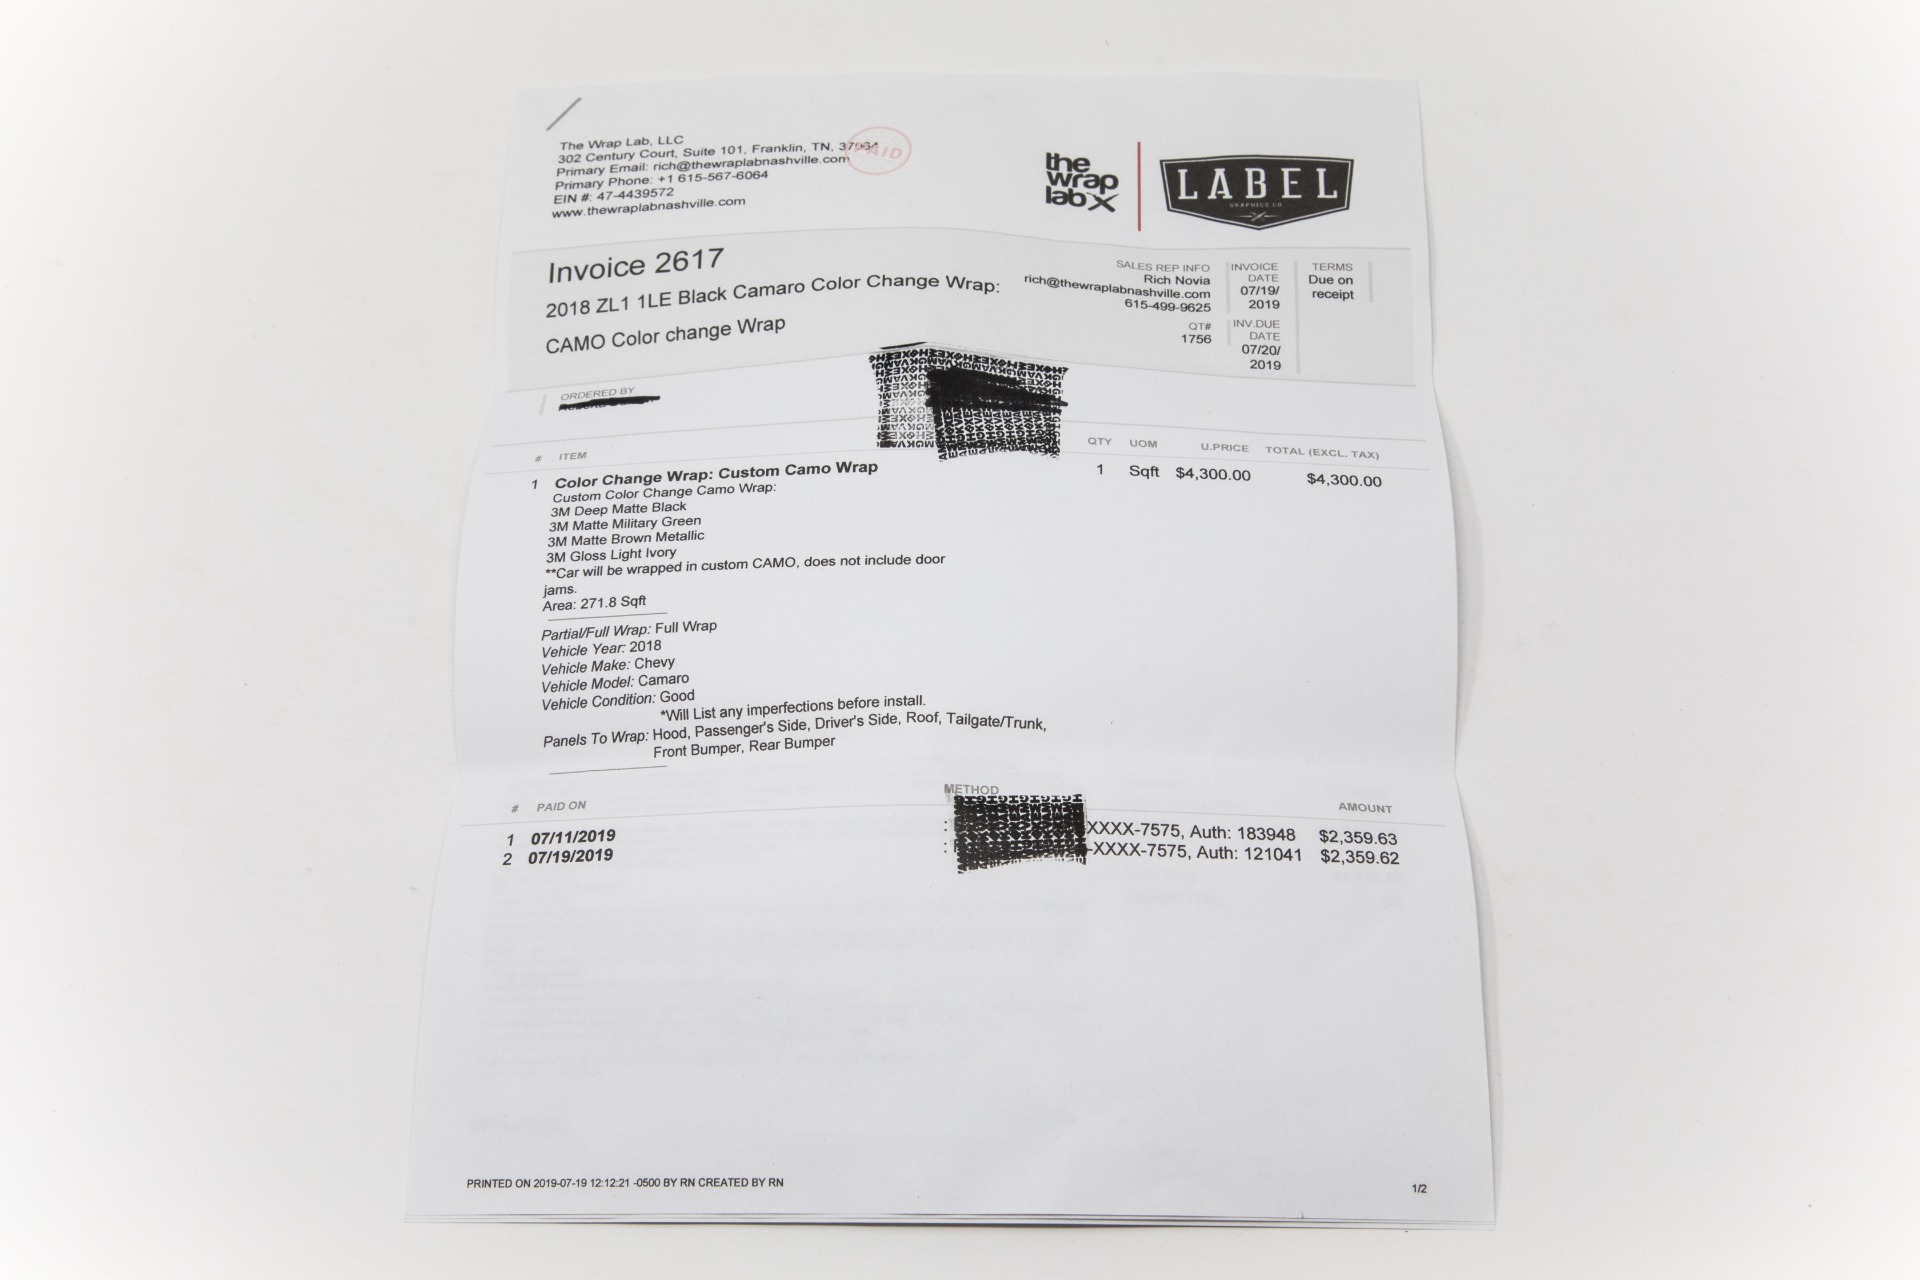 The Wrap Lab, LLC
302 Century Court, Suite 101, Franklin, TN, 37064
Primary Email: rich@thewraplabnashville.com
Primary Phone: +1 615-567-6064
EIN #: 47-4439572
www.thewraplabnashville.com
PAID
the
wrap
lab X
LABEL
GRAPHICS CO.
Invoice 2617
2018 ZL1 1LE Black Camaro Color Change Wrap:
CAMO Color change Wrap
SALES REP INFO
Rich Novia
rich@thewraplabnashville.com
615-499-9625
QT#
1756
INVOICE
DATE
07/19/
2019
INV.DUE
DATE
07/20/
2019
TERMS
Due on
receipt
ORDERED BY
# ITEM QTY UOM U.PRICE TOTAL (EXCL. TAX)
1 Color Change Wrap: Custom Camo Wrap 1 Sqft $4,300.00 $4,300.00
Custom Color Change Camo Wrap:
3M Deep Matte Black
3M Matte Military Green
3M Matte Brown Metallic
3M Gloss Light Ivory
**Car will be wrapped in custom CAMO, does not include door
jams.
Area: 271.8 Sqft
Partial/Full Wrap: Full Wrap
Vehicle Year: 2018
Vehicle Make: Chevy
Vehicle Model: Camaro
Vehicle Condition: Good
*Will List any imperfections before install.
Panels To Wrap: Hood, Passenger's Side, Driver's Side, Roof, Tailgate/Trunk,
Front Bumper, Rear Bumper
# PAID ON METHOD AMOUNT
1 07/11/2019 : XXXX-7575, Auth: 183948 $2,359.63
2 07/19/2019 : -XXXX-7575, Auth: 121041 $2,359.62
PRINTED ON 2019-07-19 12:12:21 -0500 BY RN CREATED BY RN
1/2